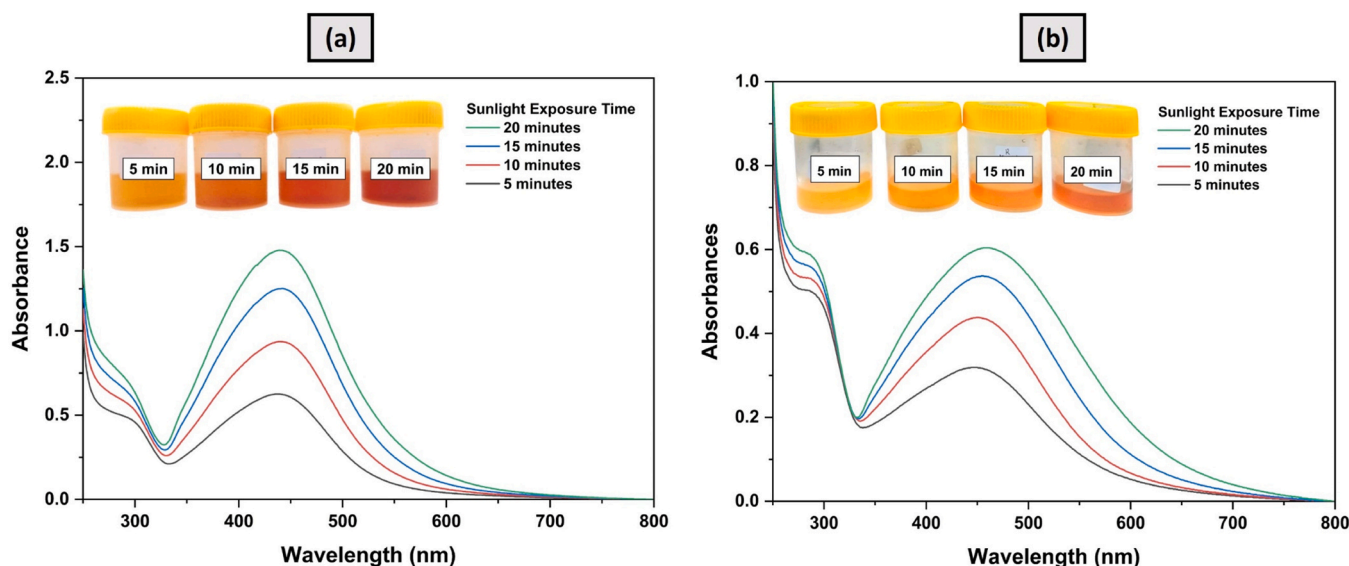 (a)
2.5
2.0
1.5
1.0
0.5
0.0
Absorbance
5 min
10 min
15 min
20 min
Sunlight Exposure Time
20 minutes
15 minutes
10 minutes
5 minutes
300 400 500 600 700 800
Wavelength (nm)
(b)
1.0
0.8
0.6
0.4
0.2
0.0
Absorbances
5 min
10 min
15 min
20 min
Sunlight Exposure Time
20 minutes
15 minutes
10 minutes
5 minutes
300 400 500 600 700 800
Wavelength (nm)